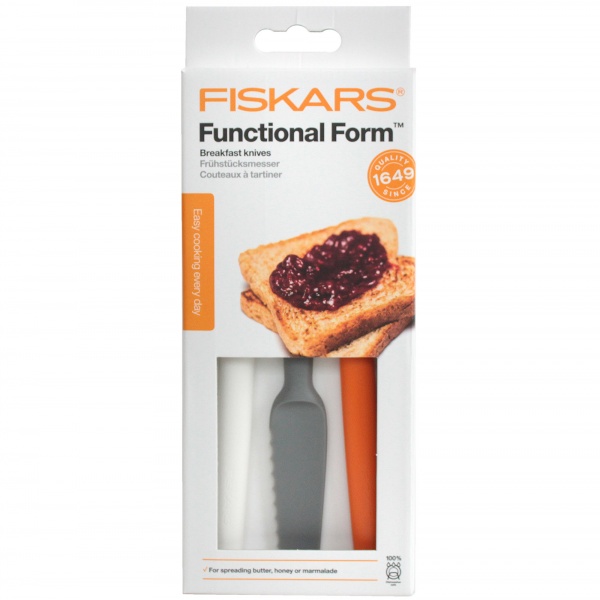 FISKARS®
Functional Form™
Breakfast knives
Frühstücksmesser
Couteaux à tartiner
QUALITY
1649
SINCE
Easy cooking every day
✓For spreading butter, honey or marmalade
100%